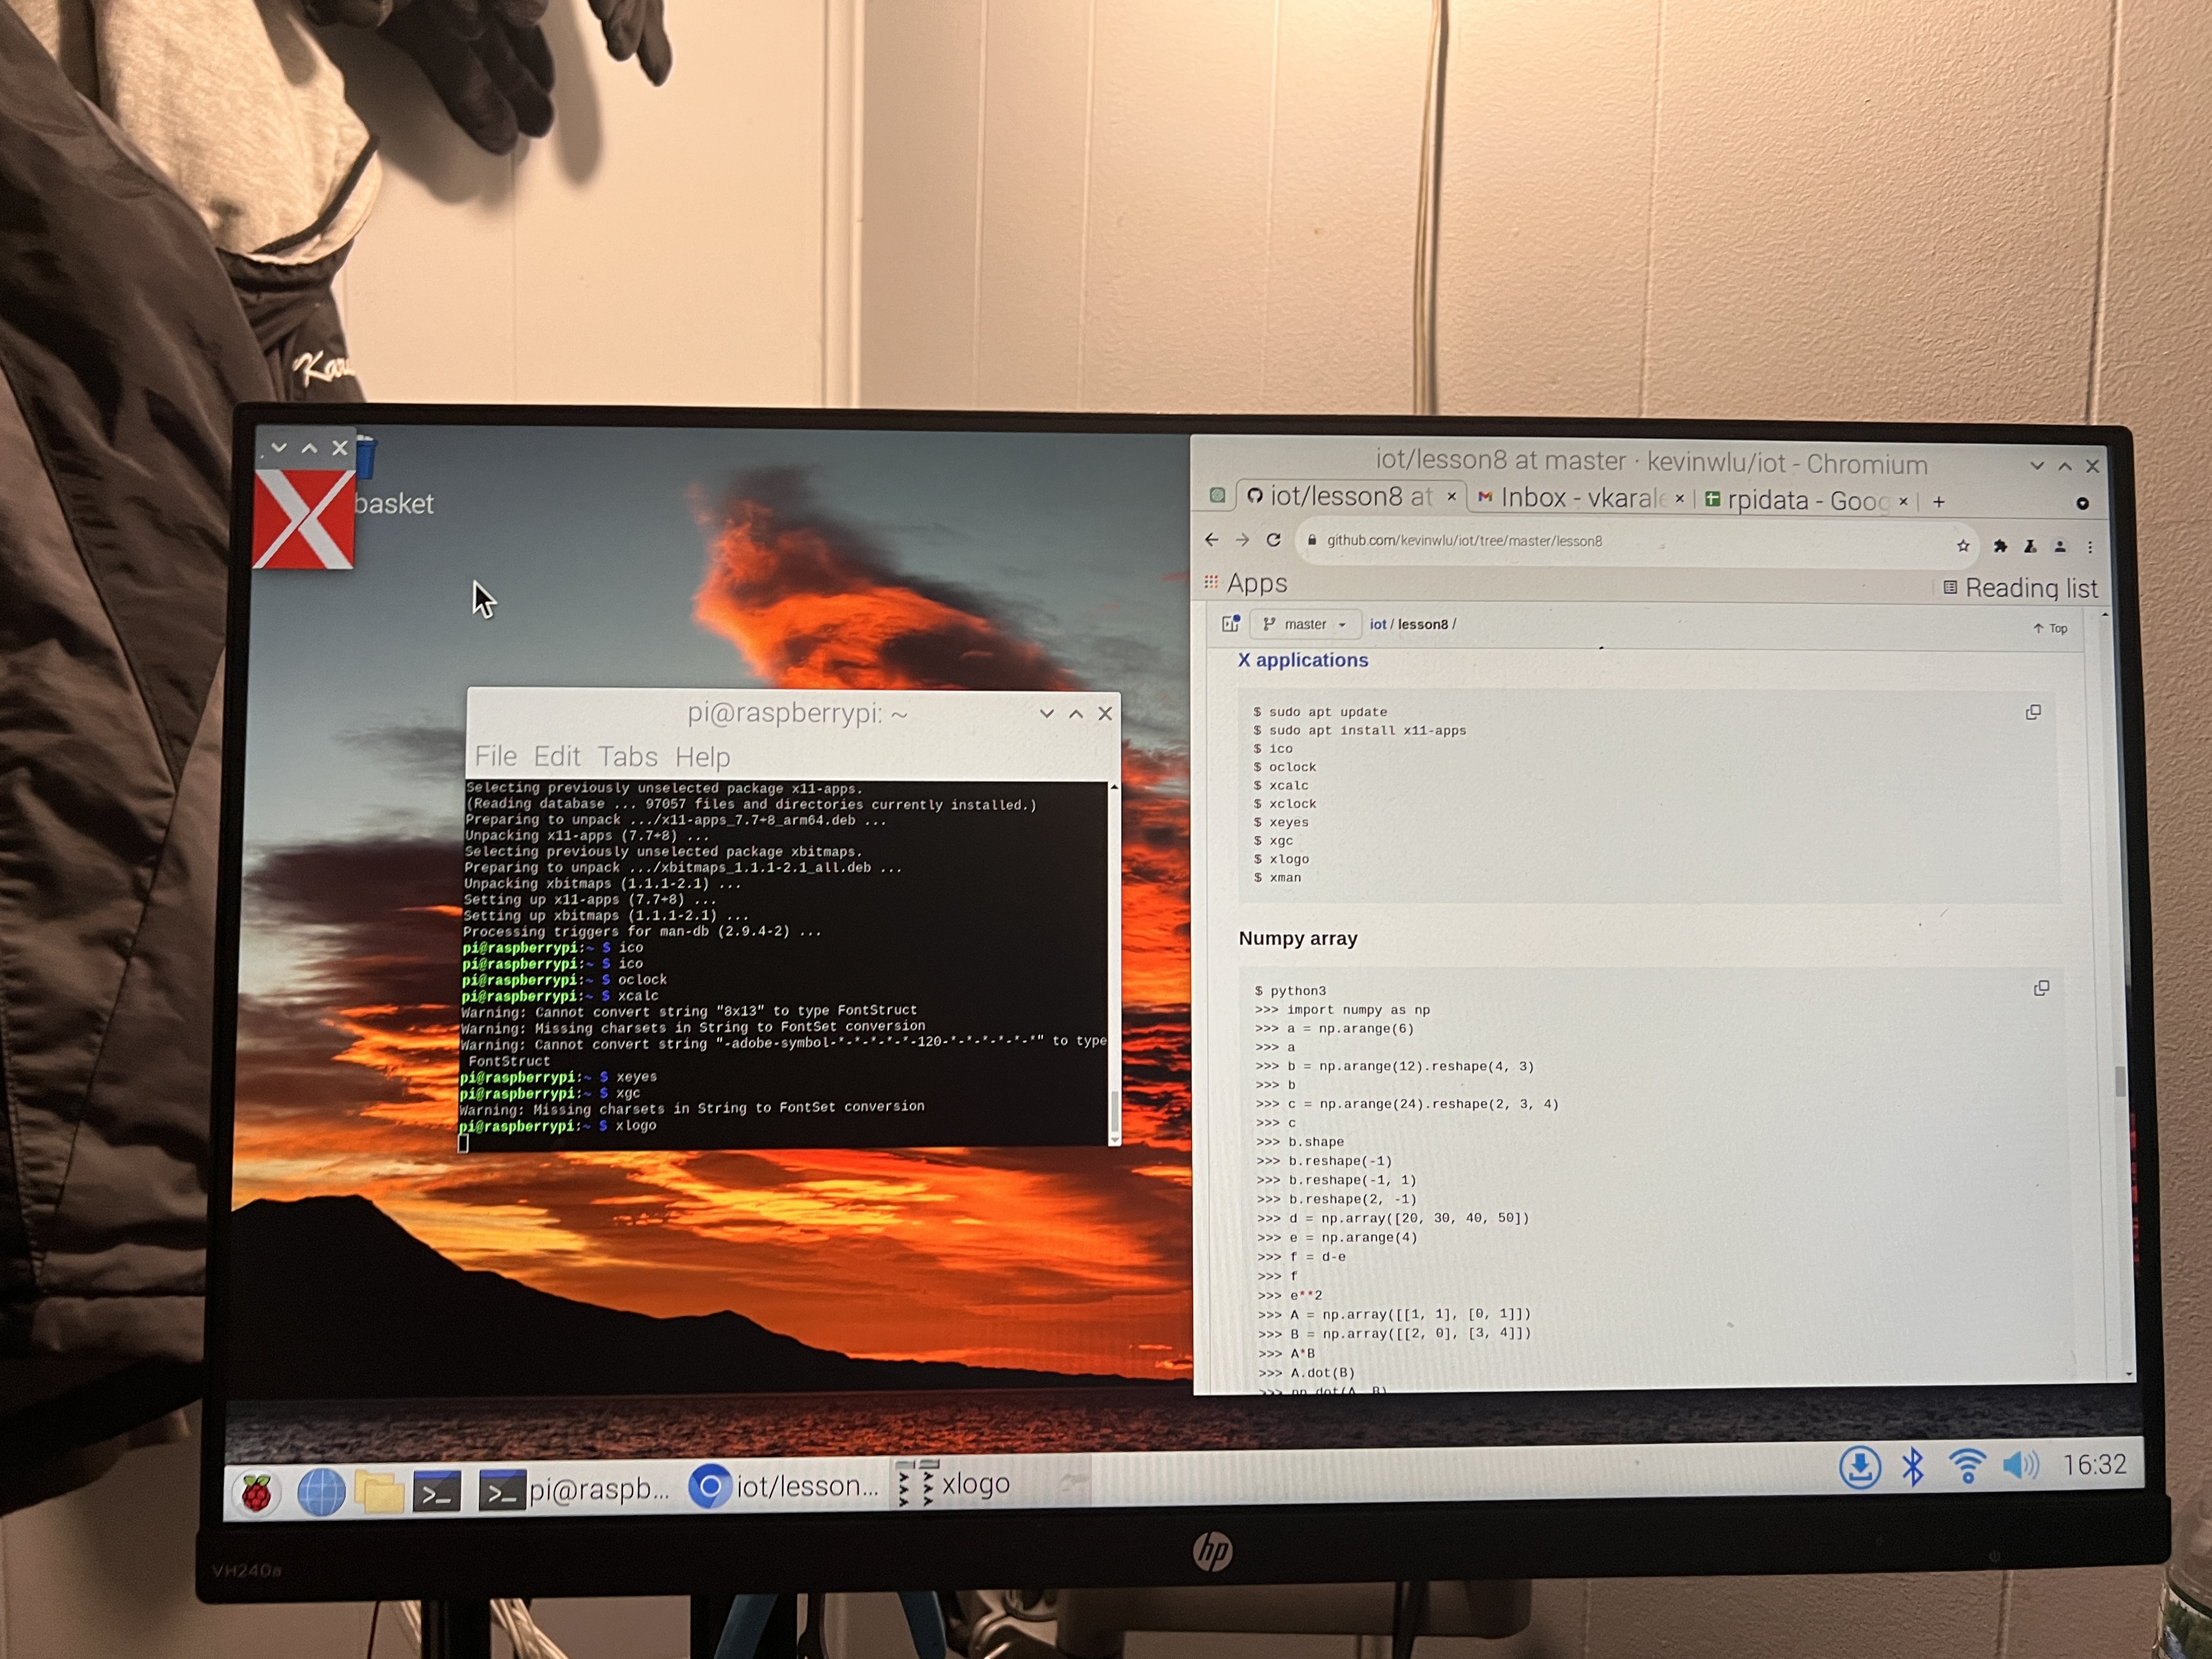 Kar
basket
pi@raspberrypi: ~
File Edit Tabs Help
Selecting previously unselected package x11-apps.
(Reading database ... 97057 files and directories currently installed.)
Preparing to unpack .../x11-apps_7.7+8_arm64.deb ...
Unpacking x11-apps (7.7+8) ...
Selecting previously unselected package xbitmaps.
Preparing to unpack .../xbitmaps_1.1.1-2.1_all.deb ...
Unpacking xbitmaps (1.1.1-2.1) ...
Setting up x11-apps (7.7+8) ...
Setting up xbitmaps (1.1.1-2.1) ...
Processing triggers for man-db (2.9.4-2) ...
pi@raspberrypi:~ $ ico
pi@raspberrypi:~ $ ico
pi@raspberrypi:~ $ oclock
pi@raspberrypi:~ $ xcalc
Warning: Cannot convert string "8x13" to type FontStruct
Warning: Missing charsets in String to FontSet conversion
Warning: Cannot convert string "-adobe-symbol-*-*-*-*-*-120-*-*-*-*-*-*" to type
FontStruct
pi@raspberrypi:~ $ xeyes
pi@raspberrypi:~ $ xgc
Warning: Missing charsets in String to FontSet conversion
pi@raspberrypi:~ $ xlogo
iot/lesson8 at master · kevinwlu/iot - Chromium
iot/lesson8 at
Inbox - vkarale
rpidata - Goog
github.com/kevinwlu/iot/tree/master/lesson8
Apps
Reading list
master
iot / lesson8 /
Top
X applications
$ sudo apt update
$ sudo apt install x11-apps
$ ico
$ oclock
$ xcalc
$ xclock
$ xeyes
$ xgc
$ xlogo
$ xman
Numpy array
$ python3
>>> import numpy as np
>>> a = np.arange(6)
>>> a
>>> b = np.arange(12).reshape(4, 3)
>>> b
>>> c = np.arange(24).reshape(2, 3, 4)
>>> c
>>> b.shape
>>> b.reshape(-1)
>>> b.reshape(-1, 1)
>>> b.reshape(2, -1)
>>> d = np.array([20, 30, 40, 50])
>>> e = np.arange(4)
>>> f = d-e
>>> f
>>> e**2
>>> A = np.array([[1, 1], [0, 1]])
>>> B = np.array([[2, 0], [3, 4]])
>>> A*B
>>> A.dot(B)
>>> np.dot(A, B)
pi@raspb...
iot/lesson...
xlogo
16:32
VH240a
hp